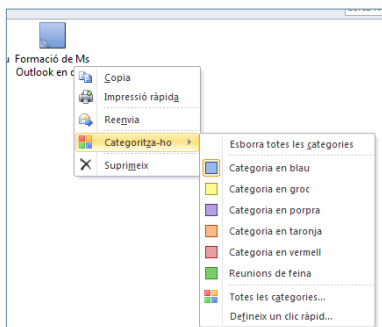 Formació de Ms
Outlook en c
Copia
Impressió ràpida
Reenvia
Categoritza-ho
Suprimeix
Esborra totes les categories
Categoria en blau
Categoria en groc
Categoria en porpra
Categoria en taronja
Categoria en vermell
Reunions de feina
Totes les categories...
Defineix un clic ràpid...